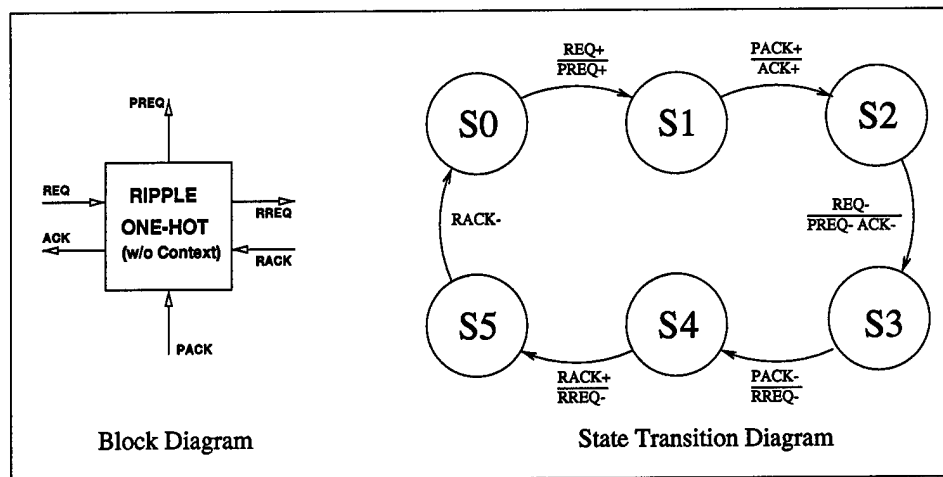 PREQ
REQ
ACK
RIPPLE
ONE-HOT
(w/o Context)
RREQ
RACK
PACK
Block Diagram
S0
REQ+
PREQ+
S1
PACK+
ACK+
S2
REQ-
PREQ- ACK-
S3
PACK-
RREQ-
S4
RACK+
RREQ-
S5
RACK-
State Transition Diagram